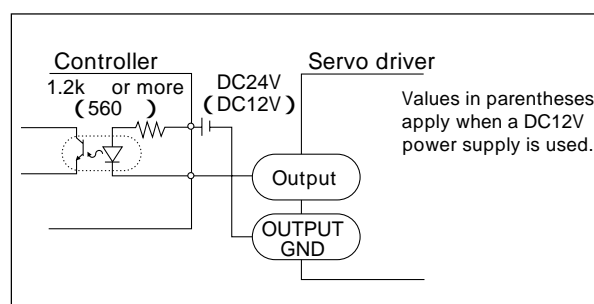 Controller
Servo driver
1.2k or more
(560 )
DC24V
(DC12V)
Values in parentheses
apply when a DC12V
power supply is used.
Output
OUTPUT
GND